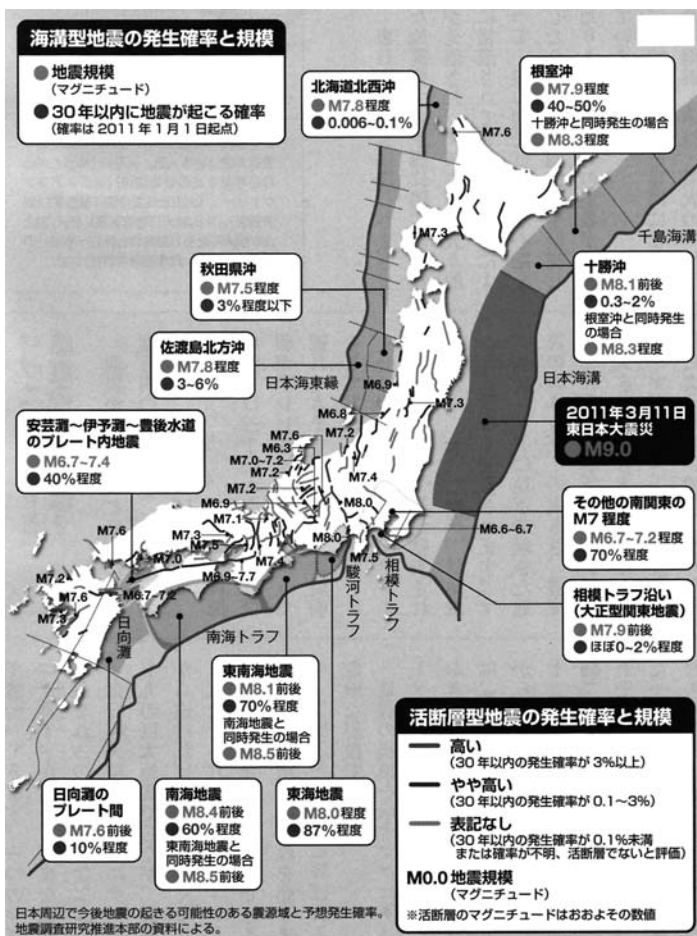 海溝型地震の発生確率と規模
●地震規模
(マグニチュード)
●30年以内に地震が起こる確率
(確率は2011年1月1日起点)
北海道北西沖
●M7.8程度
●0.006~0.1%
根室沖
●M7.9程度
●40~50%
十勝沖と同時発生の場合
●M8.3程度
M7.6
M7.3
千島海溝
秋田県沖
●M7.5程度
●3%程度以下
十勝沖
●M8.1前後
●0.3~2%
根室沖と同時発生
の場合
●M8.3程度
佐渡島北方沖
●M7.8程度
●3~6%
日本海東縁
M6.9
日本海溝
M7.3
2011年3月11日
東日本大震災
●M9.0
安芸灘~伊予灘~豊後水道
のプレート内地震
●M6.7~7.4
●40%程度
M6.8
M7.6
M7.2
M6.3
M7.0~7.2
M7.2
M7.4
M7.2
M6.9
M8.0
M7.1
M7.6
M7.3
M7.5
M7.0
M8.0
M7.5
M6.6~6.7
M7.4
M6.9~7.7
M7.2
M7.6
M6.7~7.2
M7.3
その他の南関東の
M7程度
●M6.7~7.2程度
●70%程度
日向灘
南海トラフ
駿河トラフ
相模トラフ
相模トラフ沿い
(大正型関東地震)
●M7.9前後
●ほぼ0~2%程度
東南海地震
●M8.1前後
●70%程度
南海地震と
同時発生の場合
●M8.5前後
日向灘の
プレート間
●M7.6前後
●10%程度
南海地震
●M8.4前後
●60%程度
東南海地震と
同時発生の場合
●M8.5前後
東海地震
●M8.0程度
●87%程度
活断層型地震の発生確率と規模
高い
(30年以内の発生確率が3%以上)
やや高い
(30年以内の発生確率が0.1~3%)
表記なし
(30年以内の発生確率が0.1%未満
または確率が不明、活断層でないと評価)
M0.0 地震規模
(マグニチュード)
※活断層のマグニチュードはおおよその数値
日本周辺で今後地震の起きる可能性のある震源域と予想発生確率。
地震調査研究推進本部の資料による。